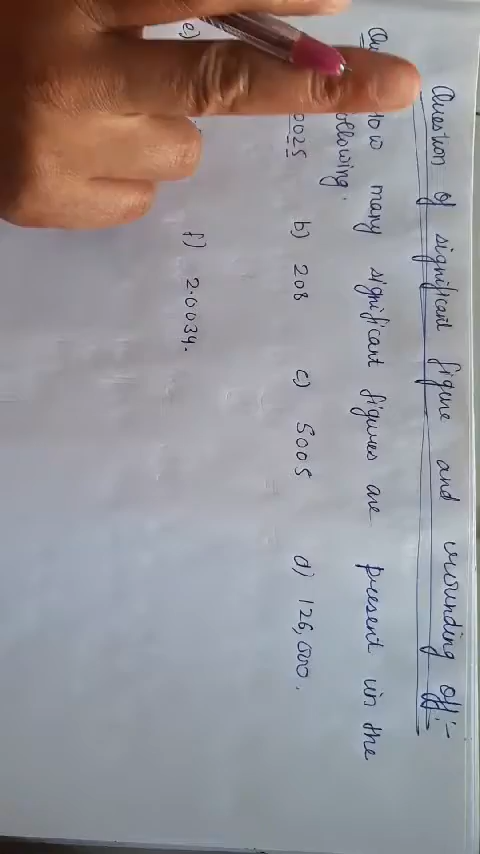 Question of significant figure and rounding off:-
How many significant figures are present in the
following.
0025 b) 208 c) 5005 d) 126,000.
e) f) 2.0034.